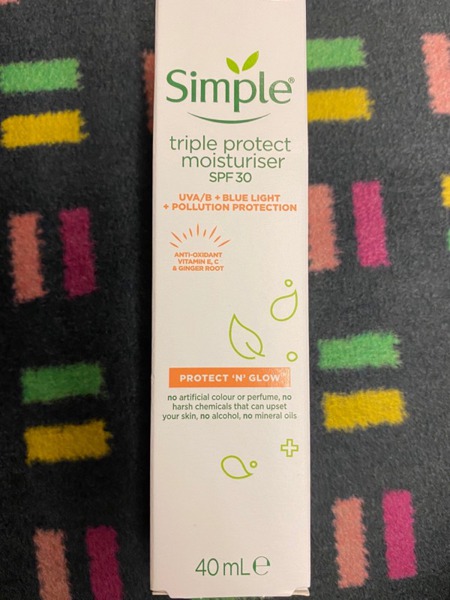 Simple®
triple protect
moisturiser
SPF 30
UVA/B + BLUE LIGHT
+ POLLUTION PROTECTION
ANTI-OXIDANT
VITAMIN E, C
& GINGER ROOT
PROTECT 'N' GLOW
no artificial colour or perfume, no
harsh chemicals that can upset
your skin, no alcohol, no mineral oils
40 mL ℮